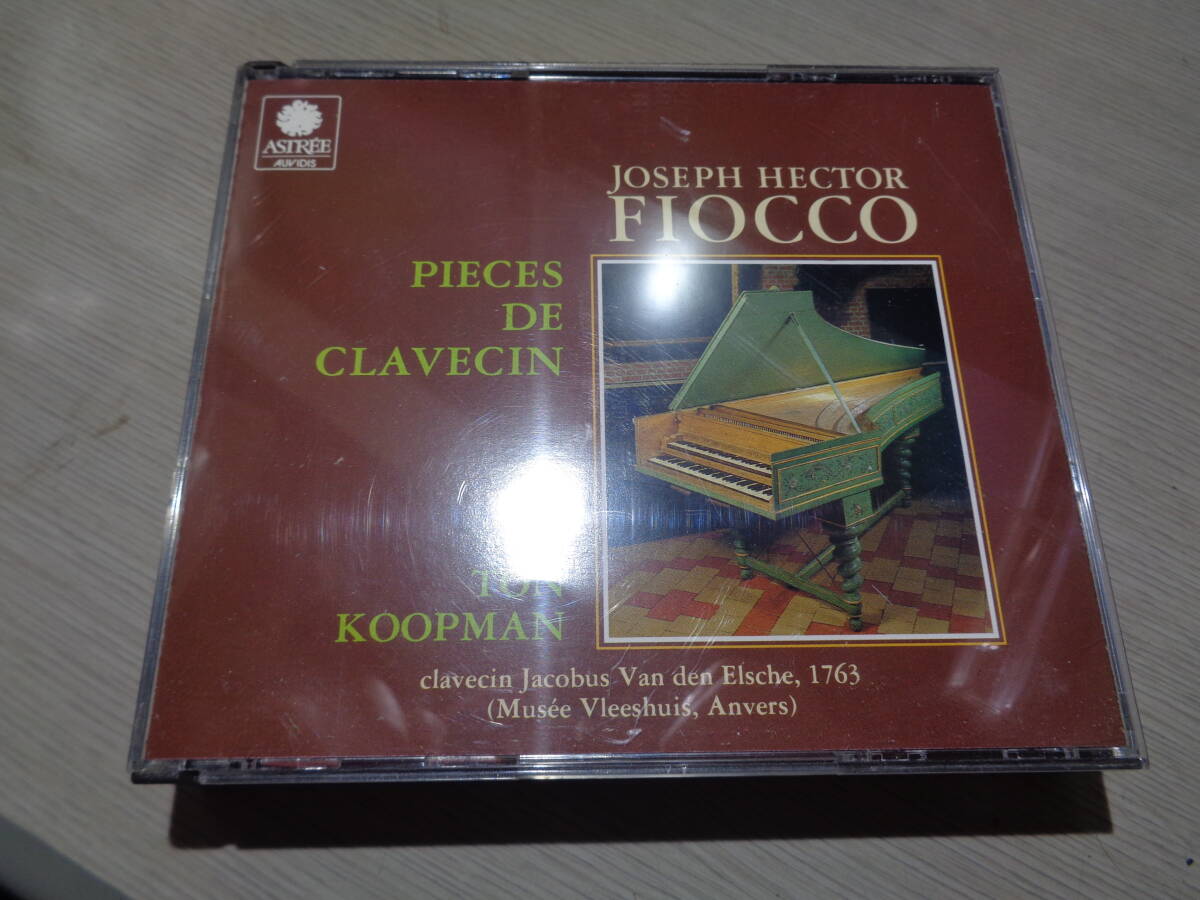 ASTRÉE
AUVIDIS
JOSEPH HECTOR
FIOCCO
PIECES
DE
CLAVECIN
TON
KOOPMAN
clavecin Jacobus Van den Elsche, 1763
(Musée Vleeshuis, Anvers)